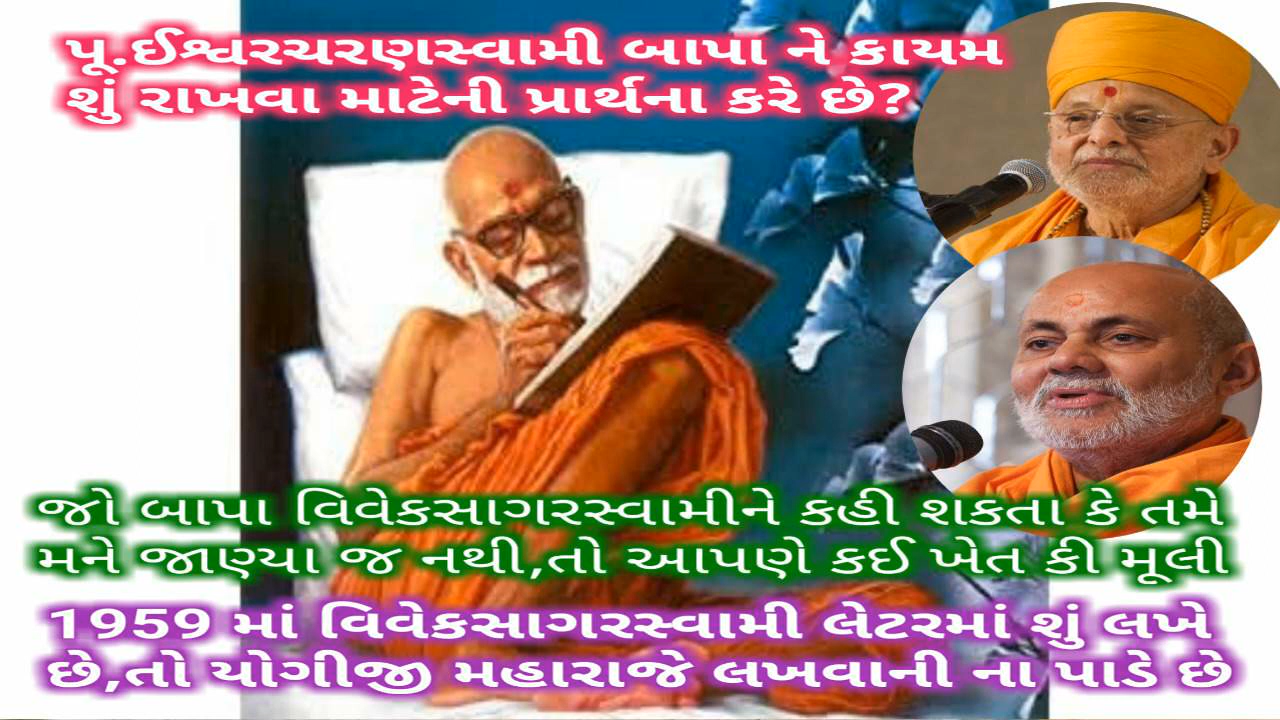 પૂ.ઈશ્વરચરણસ્વામી બાપા ને કાયમ
શું રાખવા માટેની પ્રાર્થના કરે છે?
જો બાપા વિવેકસાગરસ્વામીને કહી શકતા કે તમે
મને જાણ્યા જ નથી,તો આપણે કઈ ખેત કી મૂલી
1959 માં વિવેકસાગરસ્વામી લેટરમાં શું લખે
છે,તો યોગીજી મહારાજે લખવાની ના પાડે છે